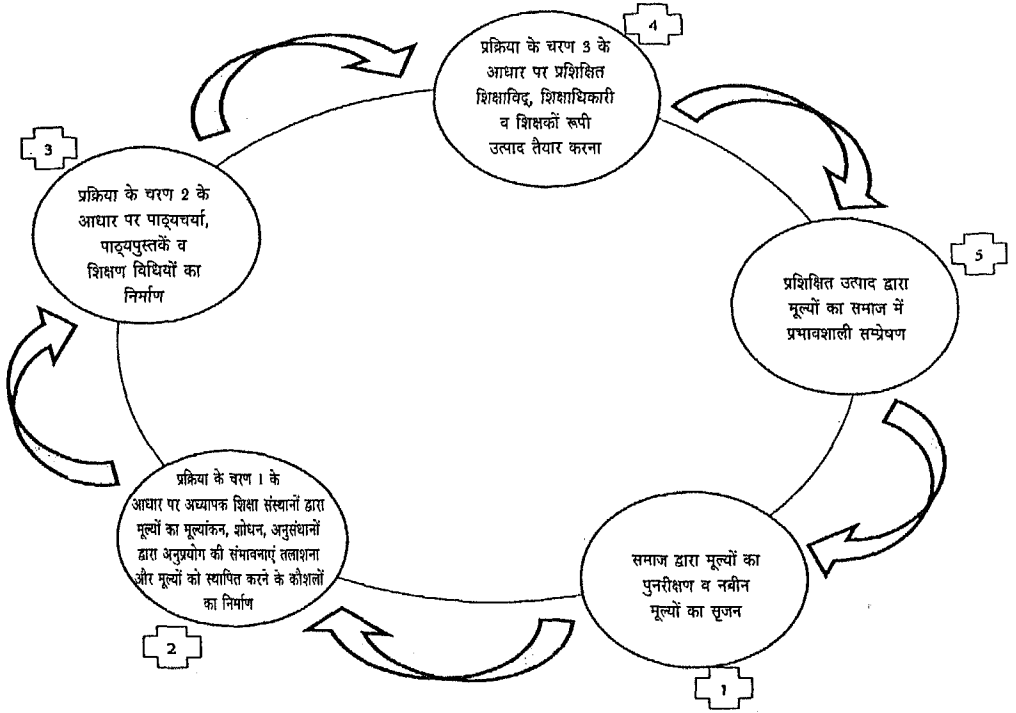 4
प्रक्रिया के चरण 3 के
आधार पर प्रशिक्षित
शिक्षाविद्, शिक्षाधिकारी
व शिक्षकों रूपी
उत्पाद तैयार करना
3
प्रक्रिया के चरण 2 के
आधार पर पाठ्यचर्या,
पाठ्यपुस्तकें व
शिक्षण विधियों का
निर्माण
5
प्रशिक्षित उत्पाद द्वारा
मूल्यों का समाज में
प्रभावशाली सम्प्रेषण
प्रक्रिया के चरण 1 के
आधार पर अध्यापक शिक्षा संस्थानों द्वारा
मूल्यों का मूल्यांकन, शोधन, अनुसंधानों
द्वारा अनुप्रयोग की संभावनाएं तलाशना
और मूल्यों को स्थापित करने के कौशलों
का निर्माण
2
समाज द्वारा मूल्यों का
पुनरीक्षण व नबीन
मूल्यों का सृजन
1